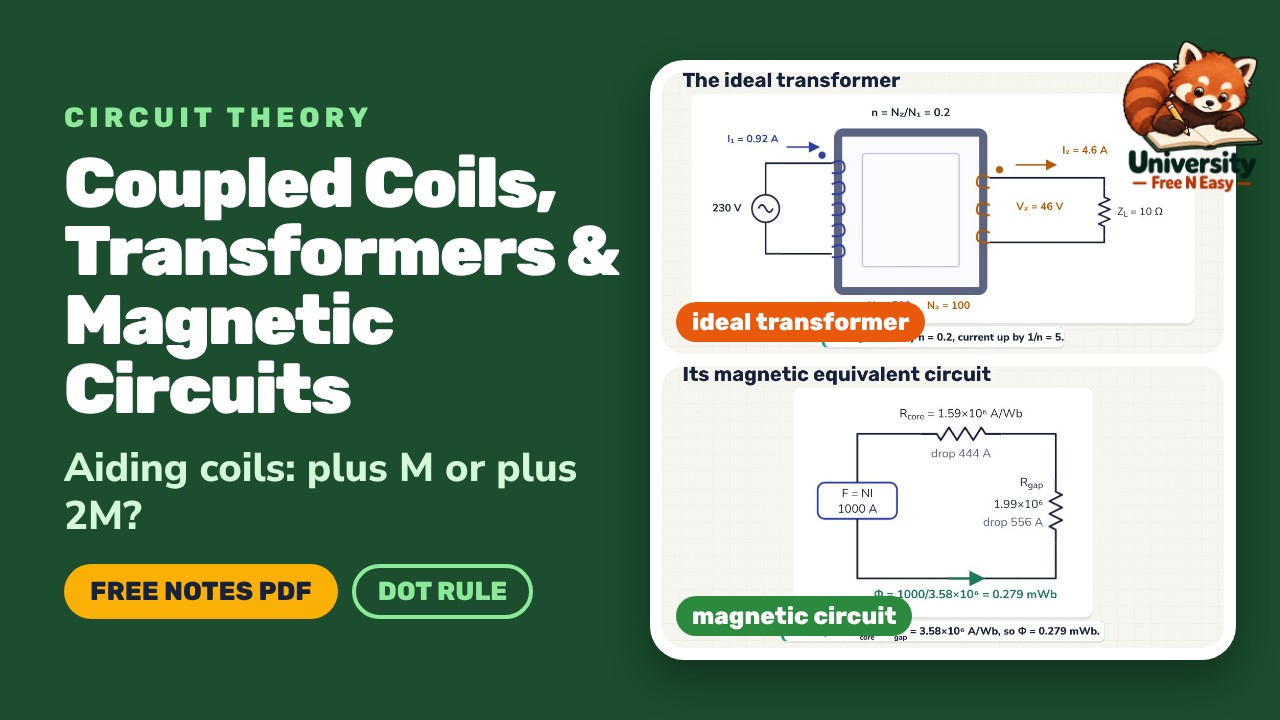 CIRCUIT THEORY
Coupled Coils,
Transformers &
Magnetic
Circuits
Aiding coils: plus M or plus
2M?
FREE NOTES PDF
DOT RULE
The ideal transformer
n = N₂/N₁ = 0.2
I₁ = 0.92 A
I₂ = 4.6 A
230 V
V₂ = 46 V
Z_L = 10 Ω
N₂ = 100
ideal transformer
n = 0.2, current up by 1/n = 5.
Its magnetic equivalent circuit
R_core = 1.59×10⁶ A/Wb
drop 444 A
F = NI
1000 A
R_gap
1.99×10⁶
drop 556 A
Φ = 1000/3.58×10⁶ = 0.279 mWb
magnetic circuit
core gap = 3.58×10⁶ A/Wb, so Φ = 0.279 mWb.
University
Free N Easy